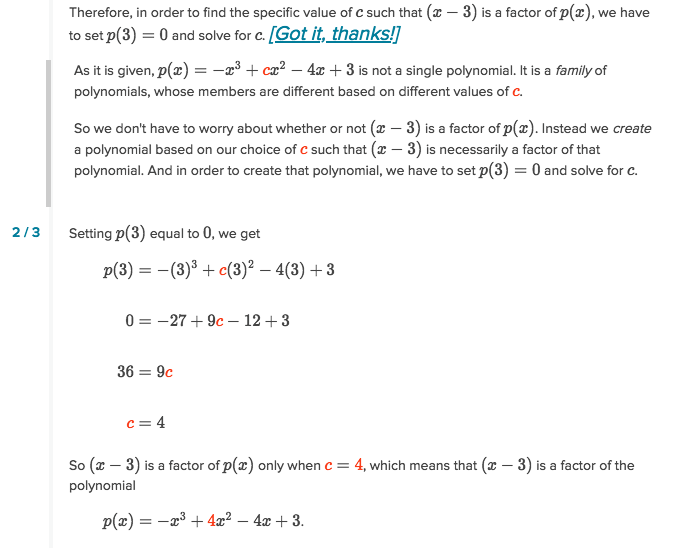 Therefore, in order to find the specific value of c such that (x − 3) is a factor of p(x), we have
to set p(3) = 0 and solve for c. [Got it, thanks!]
As it is given, p(x) = −x³ + cx² − 4x + 3 is not a single polynomial. It is a family of
polynomials, whose members are different based on different values of c.
So we don't have to worry about whether or not (x − 3) is a factor of p(x). Instead we create
a polynomial based on our choice of c such that (x − 3) is necessarily a factor of that
polynomial. And in order to create that polynomial, we have to set p(3) = 0 and solve for c.
2 / 3 Setting p(3) equal to 0, we get
p(3) = −(3)³ + c(3)² − 4(3) + 3
0 = −27 + 9c − 12 + 3
36 = 9c
c = 4
So (x − 3) is a factor of p(x) only when c = 4, which means that (x − 3) is a factor of the
polynomial
p(x) = −x³ + 4x² − 4x + 3.